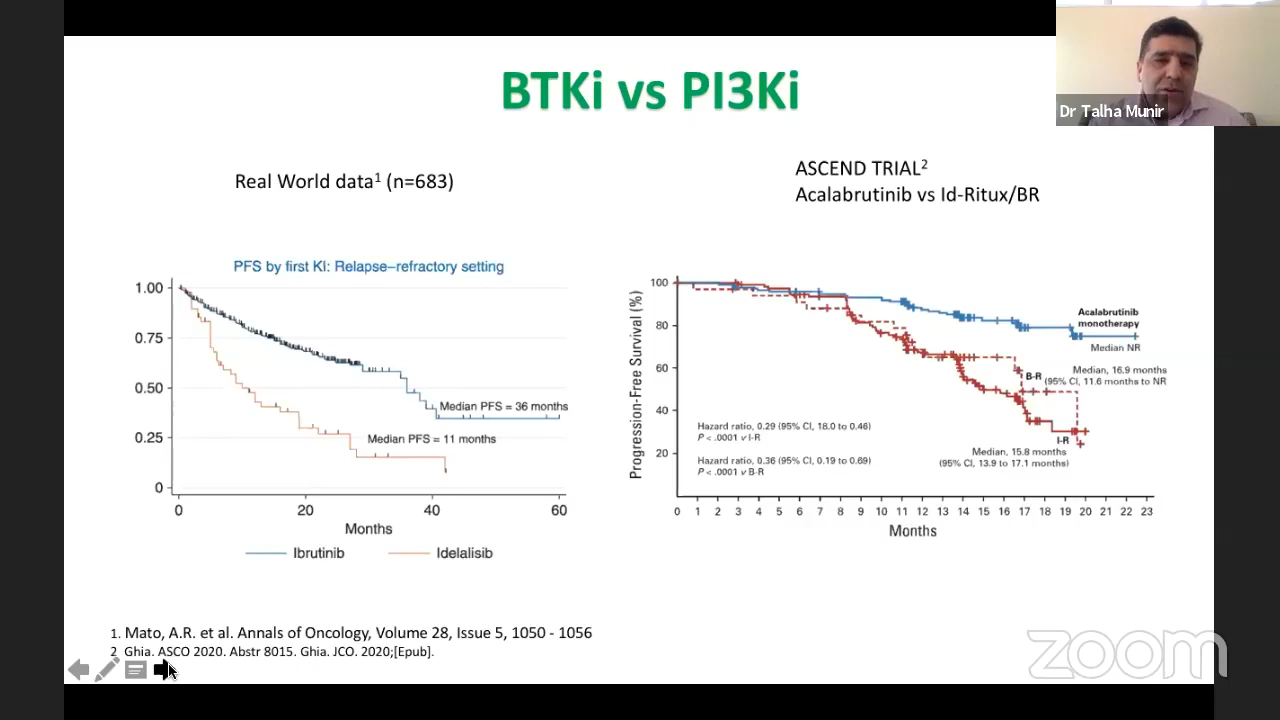 BTKi vs PI3Ki
Dr Talha Munir
Real World data1 (n=683)
ASCEND TRIAL2
Acalabrutinib vs Id-Ritux/BR
PFS by first KI: Relapse–refractory setting
1.00
0.75
0.50
0.25
0
Median PFS = 36 months
Median PFS = 11 months
0 20 40 60
Months
Ibrutinib Idelalisib
Progression-Free Survival (%)
100
80
60
40
20
Acalabrutinib
monotherapy
Median NR
B-R
Median, 16.9 months
(95% CI, 11.6 months to NR
Hazard ratio, 0.29 (95% CI, 18.0 to 0.46)
P < .0001 v I-R
Hazard ratio, 0.36 (95% CI, 0.19 to 0.69)
P < .0001 v B-R
I-R
Median, 15.8 months
(95% CI, 13.9 to 17.1 months)
0 1 2 3 4 5 6 7 8 9 10 11 12 13 14 15 16 17 18 19 20 21 22 23
Months
1. Mato, A.R. et al. Annals of Oncology, Volume 28, Issue 5, 1050 - 1056
2 Ghia. ASCO 2020. Abstr 8015. Ghia. JCO. 2020;[Epub].
zoom